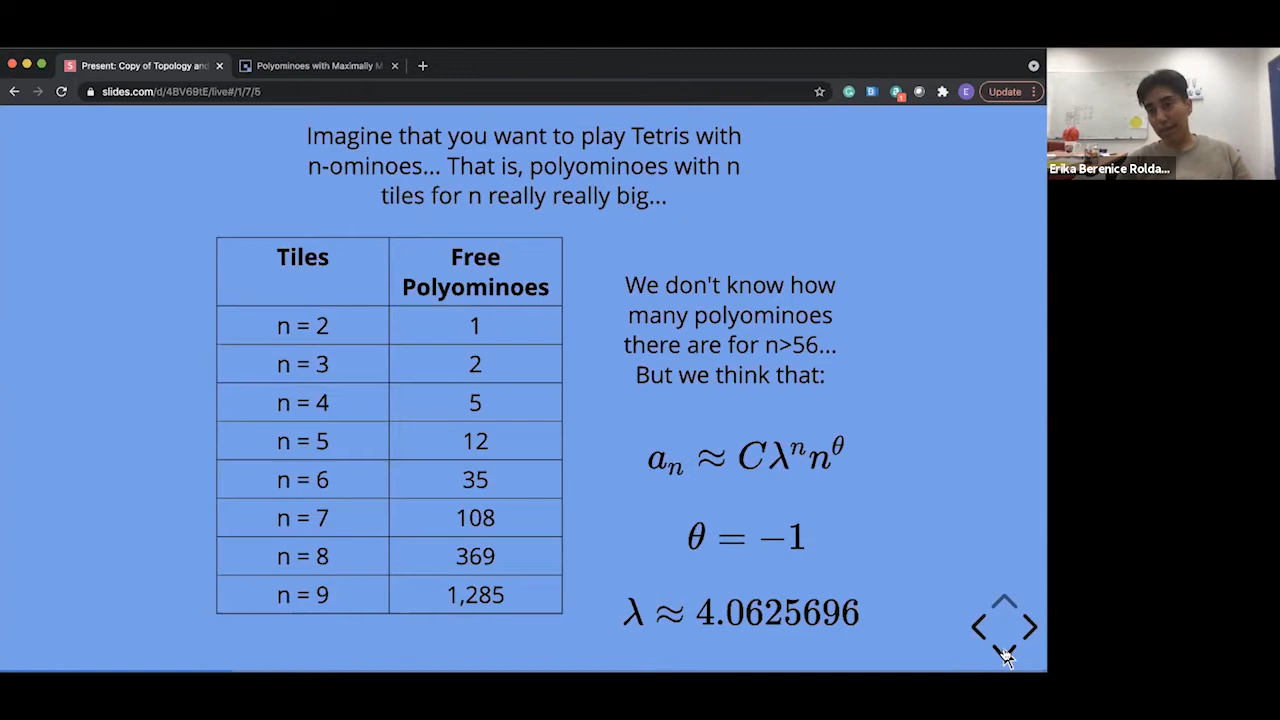 Present: Copy of Topology and
Polyominoes with Maximally M
slides.com/d/4BV69tE/live#/1/7/5
E
Update
Erika Berenice Rolda...
Imagine that you want to play Tetris with
n-ominoes... That is, polyominoes with n
tiles for n really really big...
Tiles
Free
Polyominoes
n = 2 1
n = 3 2
n = 4 5
n = 5 12
n = 6 35
n = 7 108
n = 8 369
n = 9 1,285
We don't know how
many polyominoes
there are for n>56...
But we think that:
aₙ ≈ Cλⁿn^θ
θ = −1
λ ≈ 4.0625696